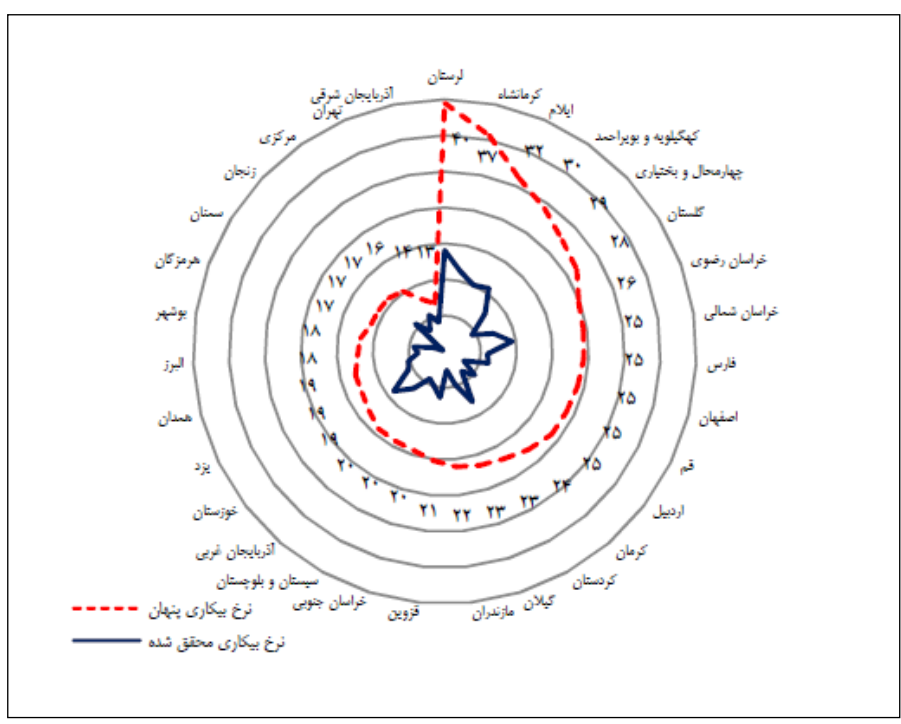 لرستان
کرمانشاه
ایلام
کهگیلویه و بویراحمد
چهارمحال و بختیاری
گلستان
خراسان رضوی
خراسان شمالی
فارس
اصفهان
قم
اردبیل
کرمان
کردستان
گیلان
مازندران
قزوین
خراسان جنوبی
سیستان و بلوچستان
آذربایجان غربی
خوزستان
یزد
همدان
البرز
بوشهر
هرمزگان
سمنان
زنجان
مرکزی
تهران
آذربایجان شرقی
۴۰
۳۷
۳۲
۳۰
۲۹
۲۸
۲۶
۲۵
۲۵
۲۵
۲۵
۲۵
۲۴
۲۳
۲۳
۲۲
۲۱
۲۰
۲۰
۲۰
۱۹
۱۹
۱۹
۱۸
۱۸
۱۷
۱۷
۱۷
۱۶
۱۴
۱۳
نرخ بیکاری پنهان
نرخ بیکاری محقق شده